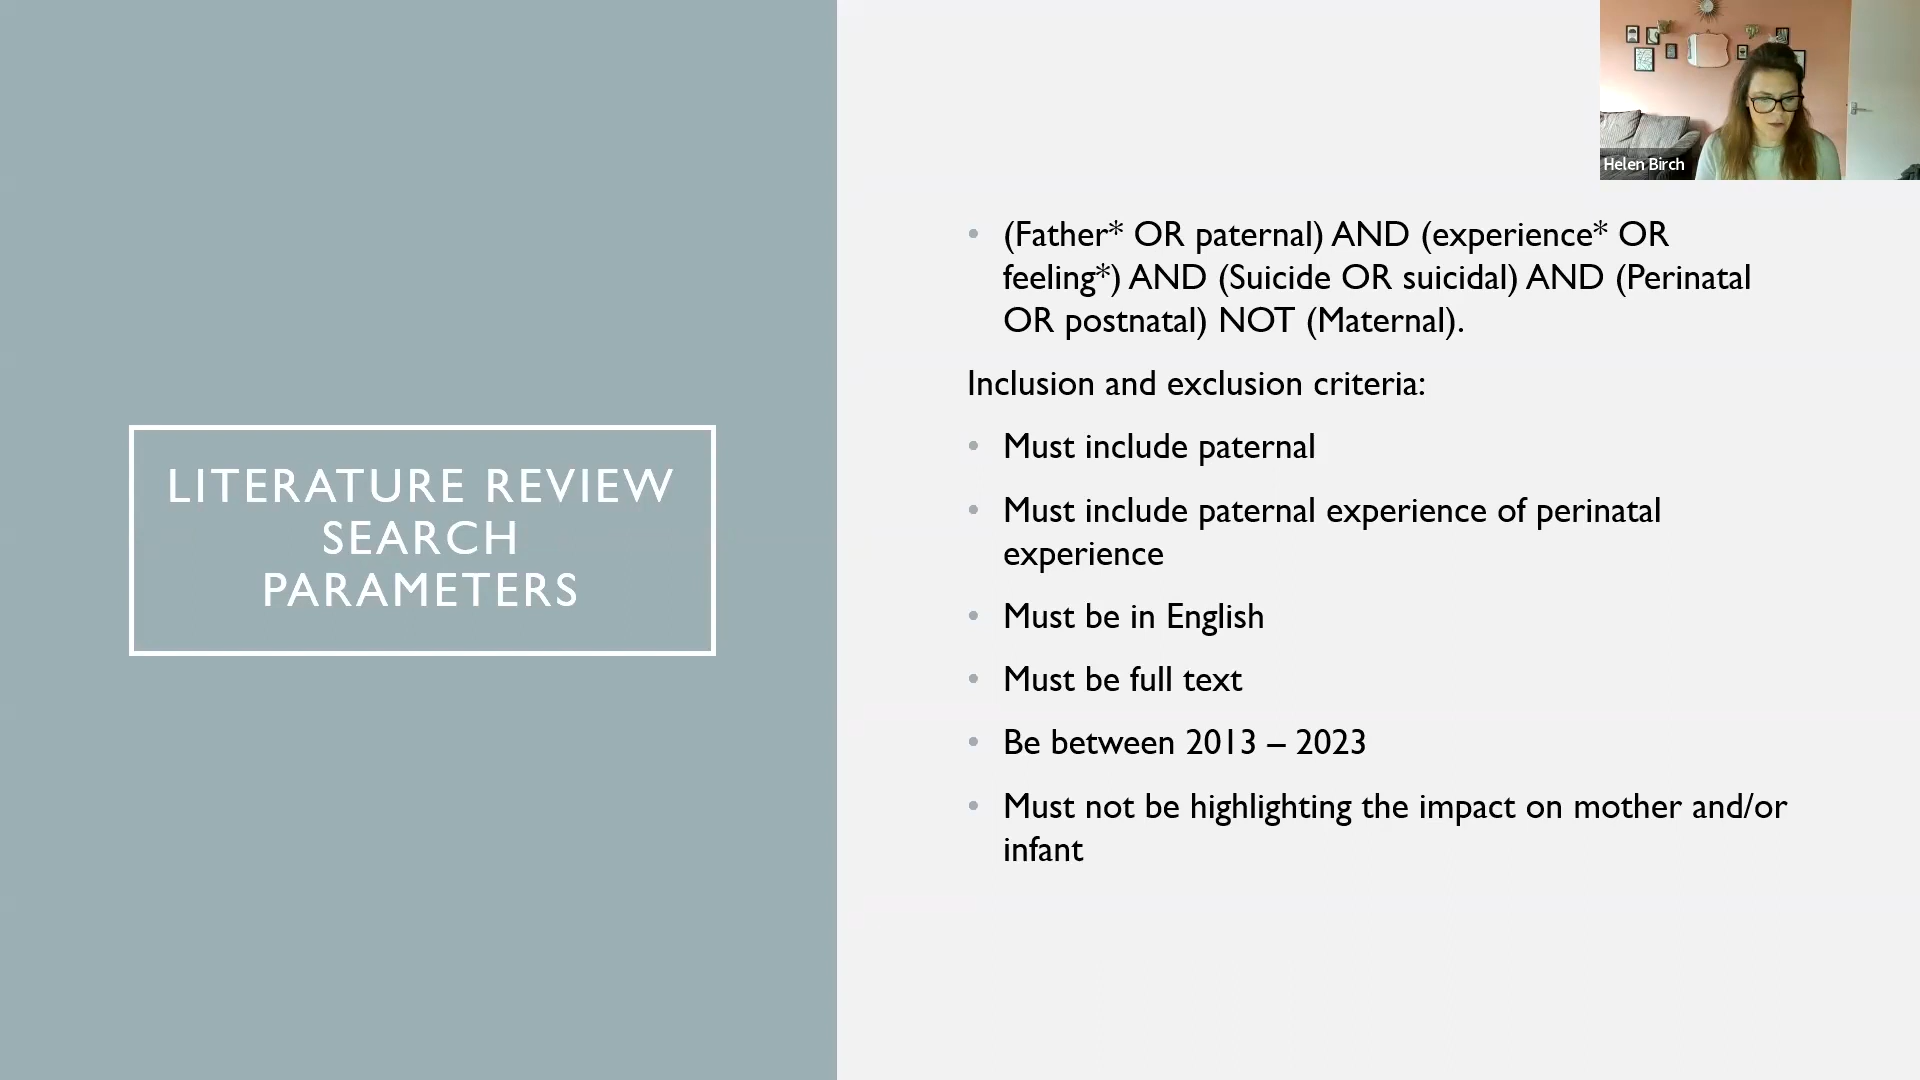 LITERATURE REVIEW
SEARCH
PARAMETERS
Helen Birch
• (Father* OR paternal) AND (experience* OR
feeling*) AND (Suicide OR suicidal) AND (Perinatal
OR postnatal) NOT (Maternal).
Inclusion and exclusion criteria:
• Must include paternal
• Must include paternal experience of perinatal
experience
• Must be in English
• Must be full text
• Be between 2013 – 2023
• Must not be highlighting the impact on mother and/or
infant